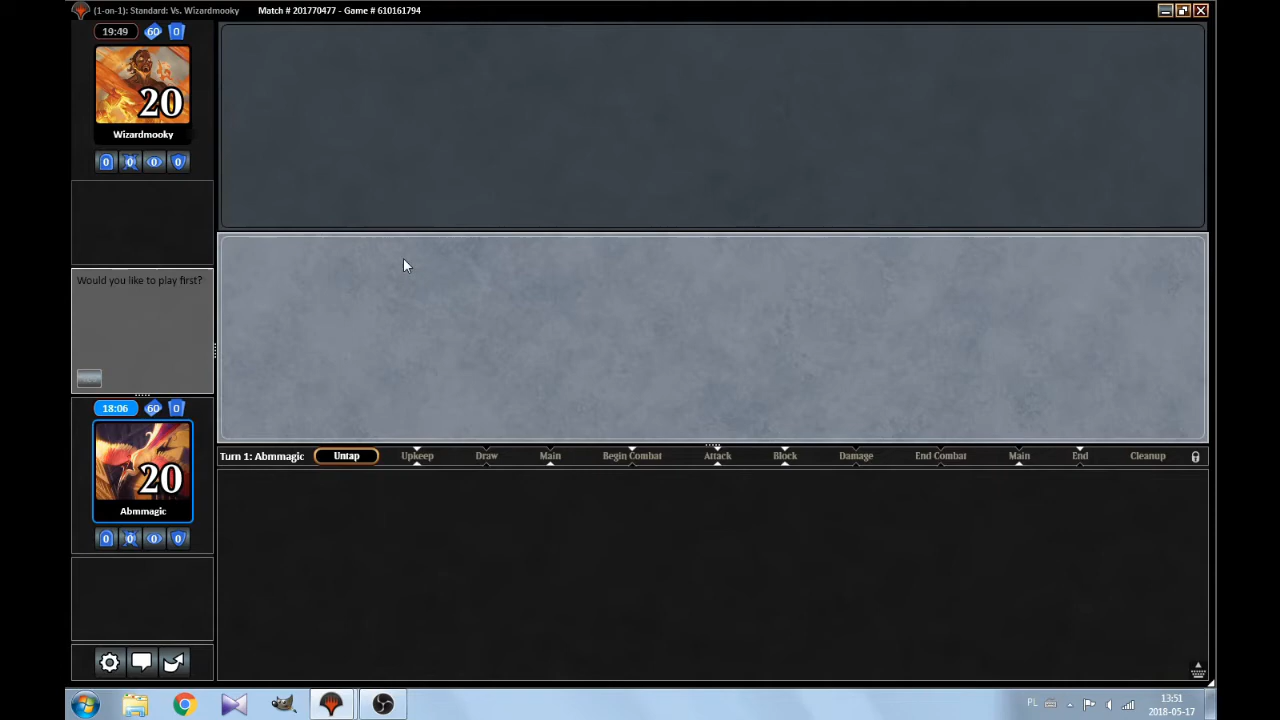 (1-on-1): Standard: Vs. Wizardmooky
Match # 201770477 - Game # 610161794
19:49 60 0
20
Wizardmooky
0 0 0 0
Would you like to play first?
18:06 60 0
20
Abmmagic
0 0 0 0
Turn 1: Abmmagic Untap Upkeep Draw Main Begin Combat Attack Block Damage End Combat Main End Cleanup
PL 13:51
2018-05-17